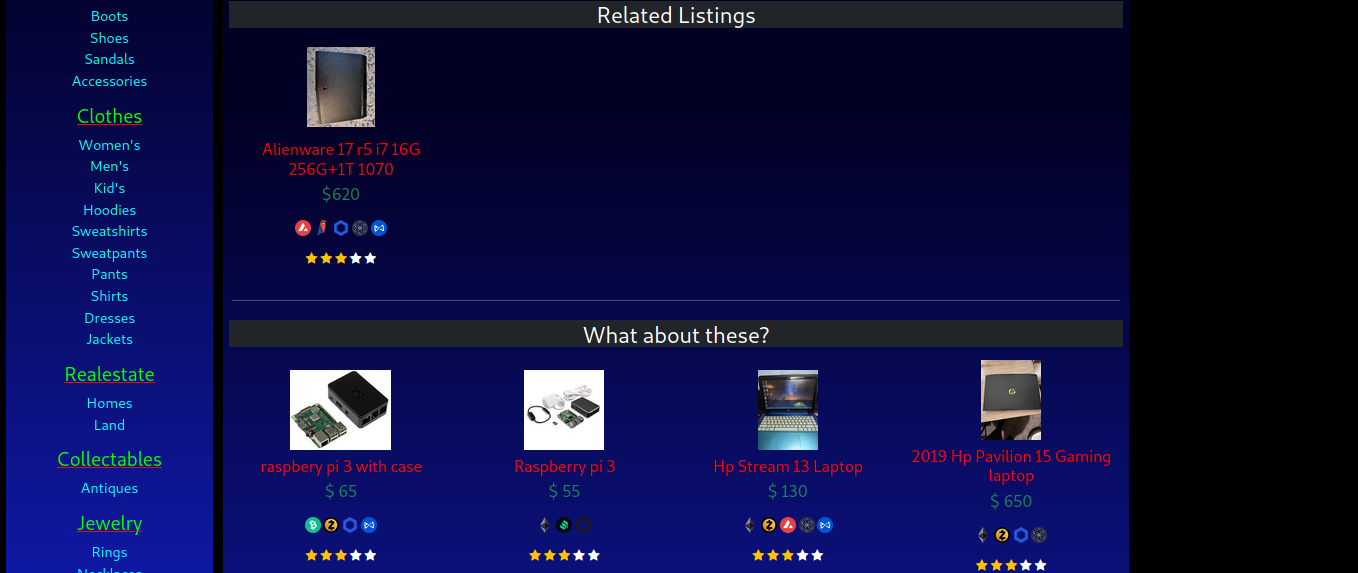 Boots
Shoes
Sandals
Accessories
Clothes
Women's
Men's
Kid's
Hoodies
Sweatshirts
Sweatpants
Pants
Shirts
Dresses
Jackets
Realestate
Homes
Land
Collectables
Antiques
Jewelry
Rings
Necklaces
Related Listings
Alienware 17 r5 i7 16G
256G+1T 1070
$620
What about these?
raspbery pi 3 with case
$ 65
Raspberry pi 3
$ 55
Hp Stream 13 Laptop
$ 130
2019 Hp Pavilion 15 Gaming
laptop
$ 650